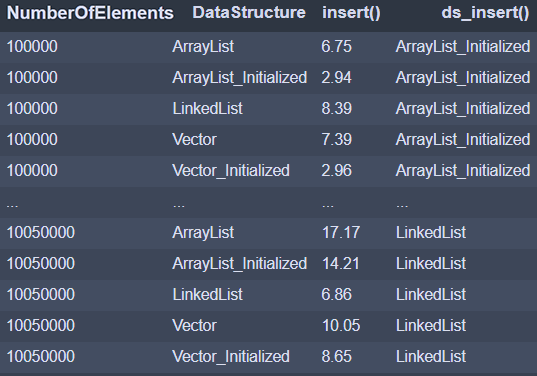 NumberOfElements DataStructure insert() ds_insert()
100000 ArrayList 6.75 ArrayList_Initialized
100000 ArrayList_Initialized 2.94 ArrayList_Initialized
100000 LinkedList 8.39 ArrayList_Initialized
100000 Vector 7.39 ArrayList_Initialized
100000 Vector_Initialized 2.96 ArrayList_Initialized
... ... ... ...
10050000 ArrayList 17.17 LinkedList
10050000 ArrayList_Initialized 14.21 LinkedList
10050000 LinkedList 6.86 LinkedList
10050000 Vector 10.05 LinkedList
10050000 Vector_Initialized 8.65 LinkedList